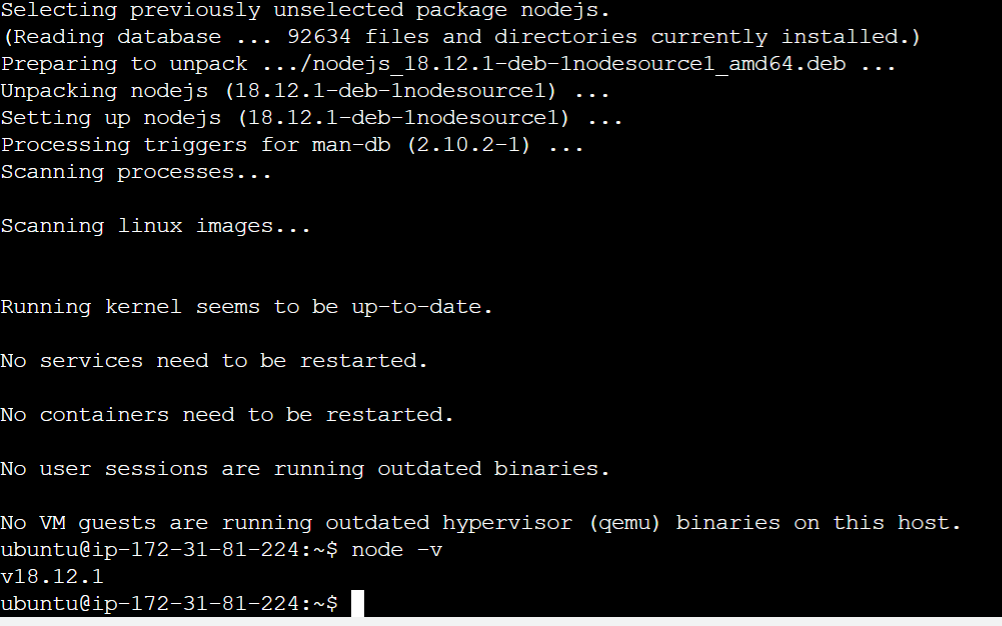 Selecting previously unselected package nodejs.
(Reading database ... 92634 files and directories currently installed.)
Preparing to unpack .../nodejs_18.12.1-deb-1nodesource1_amd64.deb ...
Unpacking nodejs (18.12.1-deb-1nodesource1) ...
Setting up nodejs (18.12.1-deb-1nodesource1) ...
Processing triggers for man-db (2.10.2-1) ...
Scanning processes...
Scanning linux images...
Running kernel seems to be up-to-date.
No services need to be restarted.
No containers need to be restarted.
No user sessions are running outdated binaries.
No VM guests are running outdated hypervisor (qemu) binaries on this host.
ubuntu@ip-172-31-81-224:~$ node -v
v18.12.1
ubuntu@ip-172-31-81-224:~$